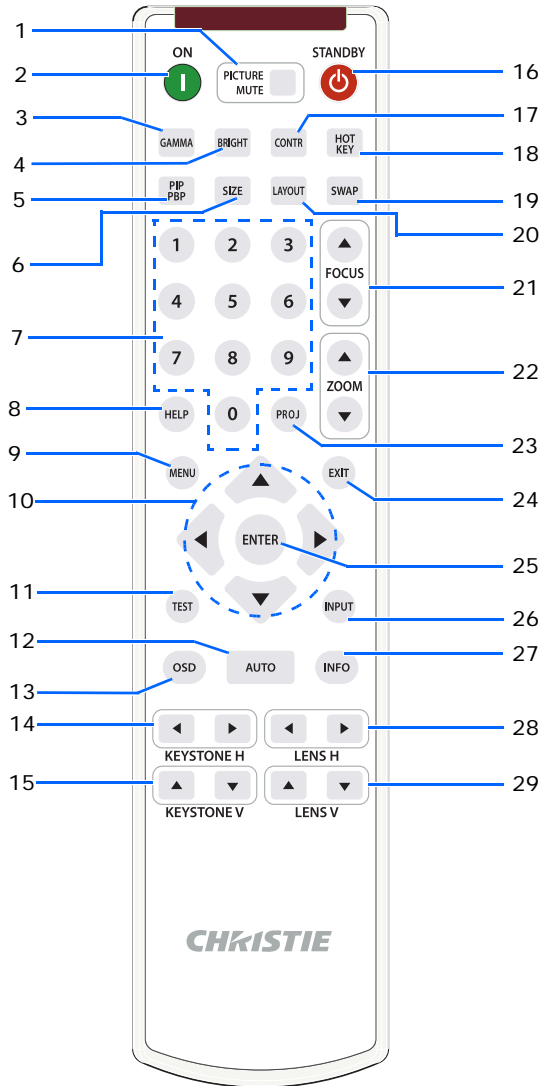 1
ON
STANDBY
2
PICTURE
MUTE
16
3
17
GAMMA
BRIGHT
CONTR
HOT
KEY
4
18
5
PIP
PBP
SIZE
LAYOUT
SWAP
19
6
20
1
2
3
FOCUS
21
4
5
6
7
7
8
9
ZOOM
22
8
HELP
0
PROJ
23
9
MENU
EXIT
24
10
ENTER
25
11
TEST
INPUT
26
12
27
13
OSD
AUTO
INFO
14
28
KEYSTONE H
LENS H
15
29
KEYSTONE V
LENS V
CHRISTIE